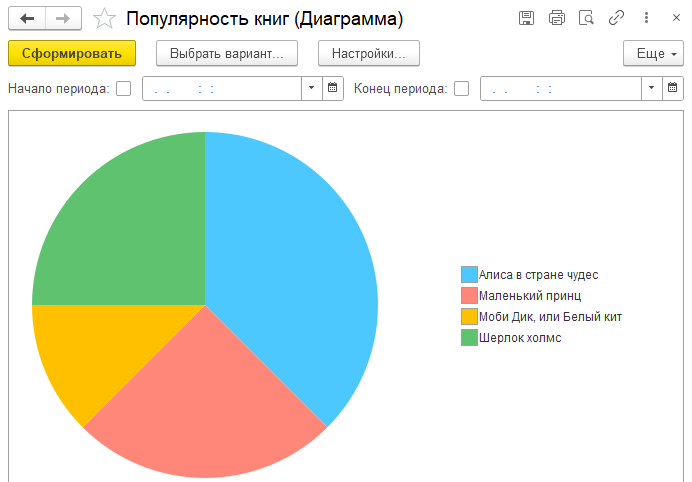 Популярность книг (Диаграмма)
Сформировать Выбрать вариант... Настройки... Еще
Начало периода: . . : : Конец периода: . . : :
Алиса в стране чудес
Маленький принц
Моби Дик, или Белый кит
Шерлок холмс